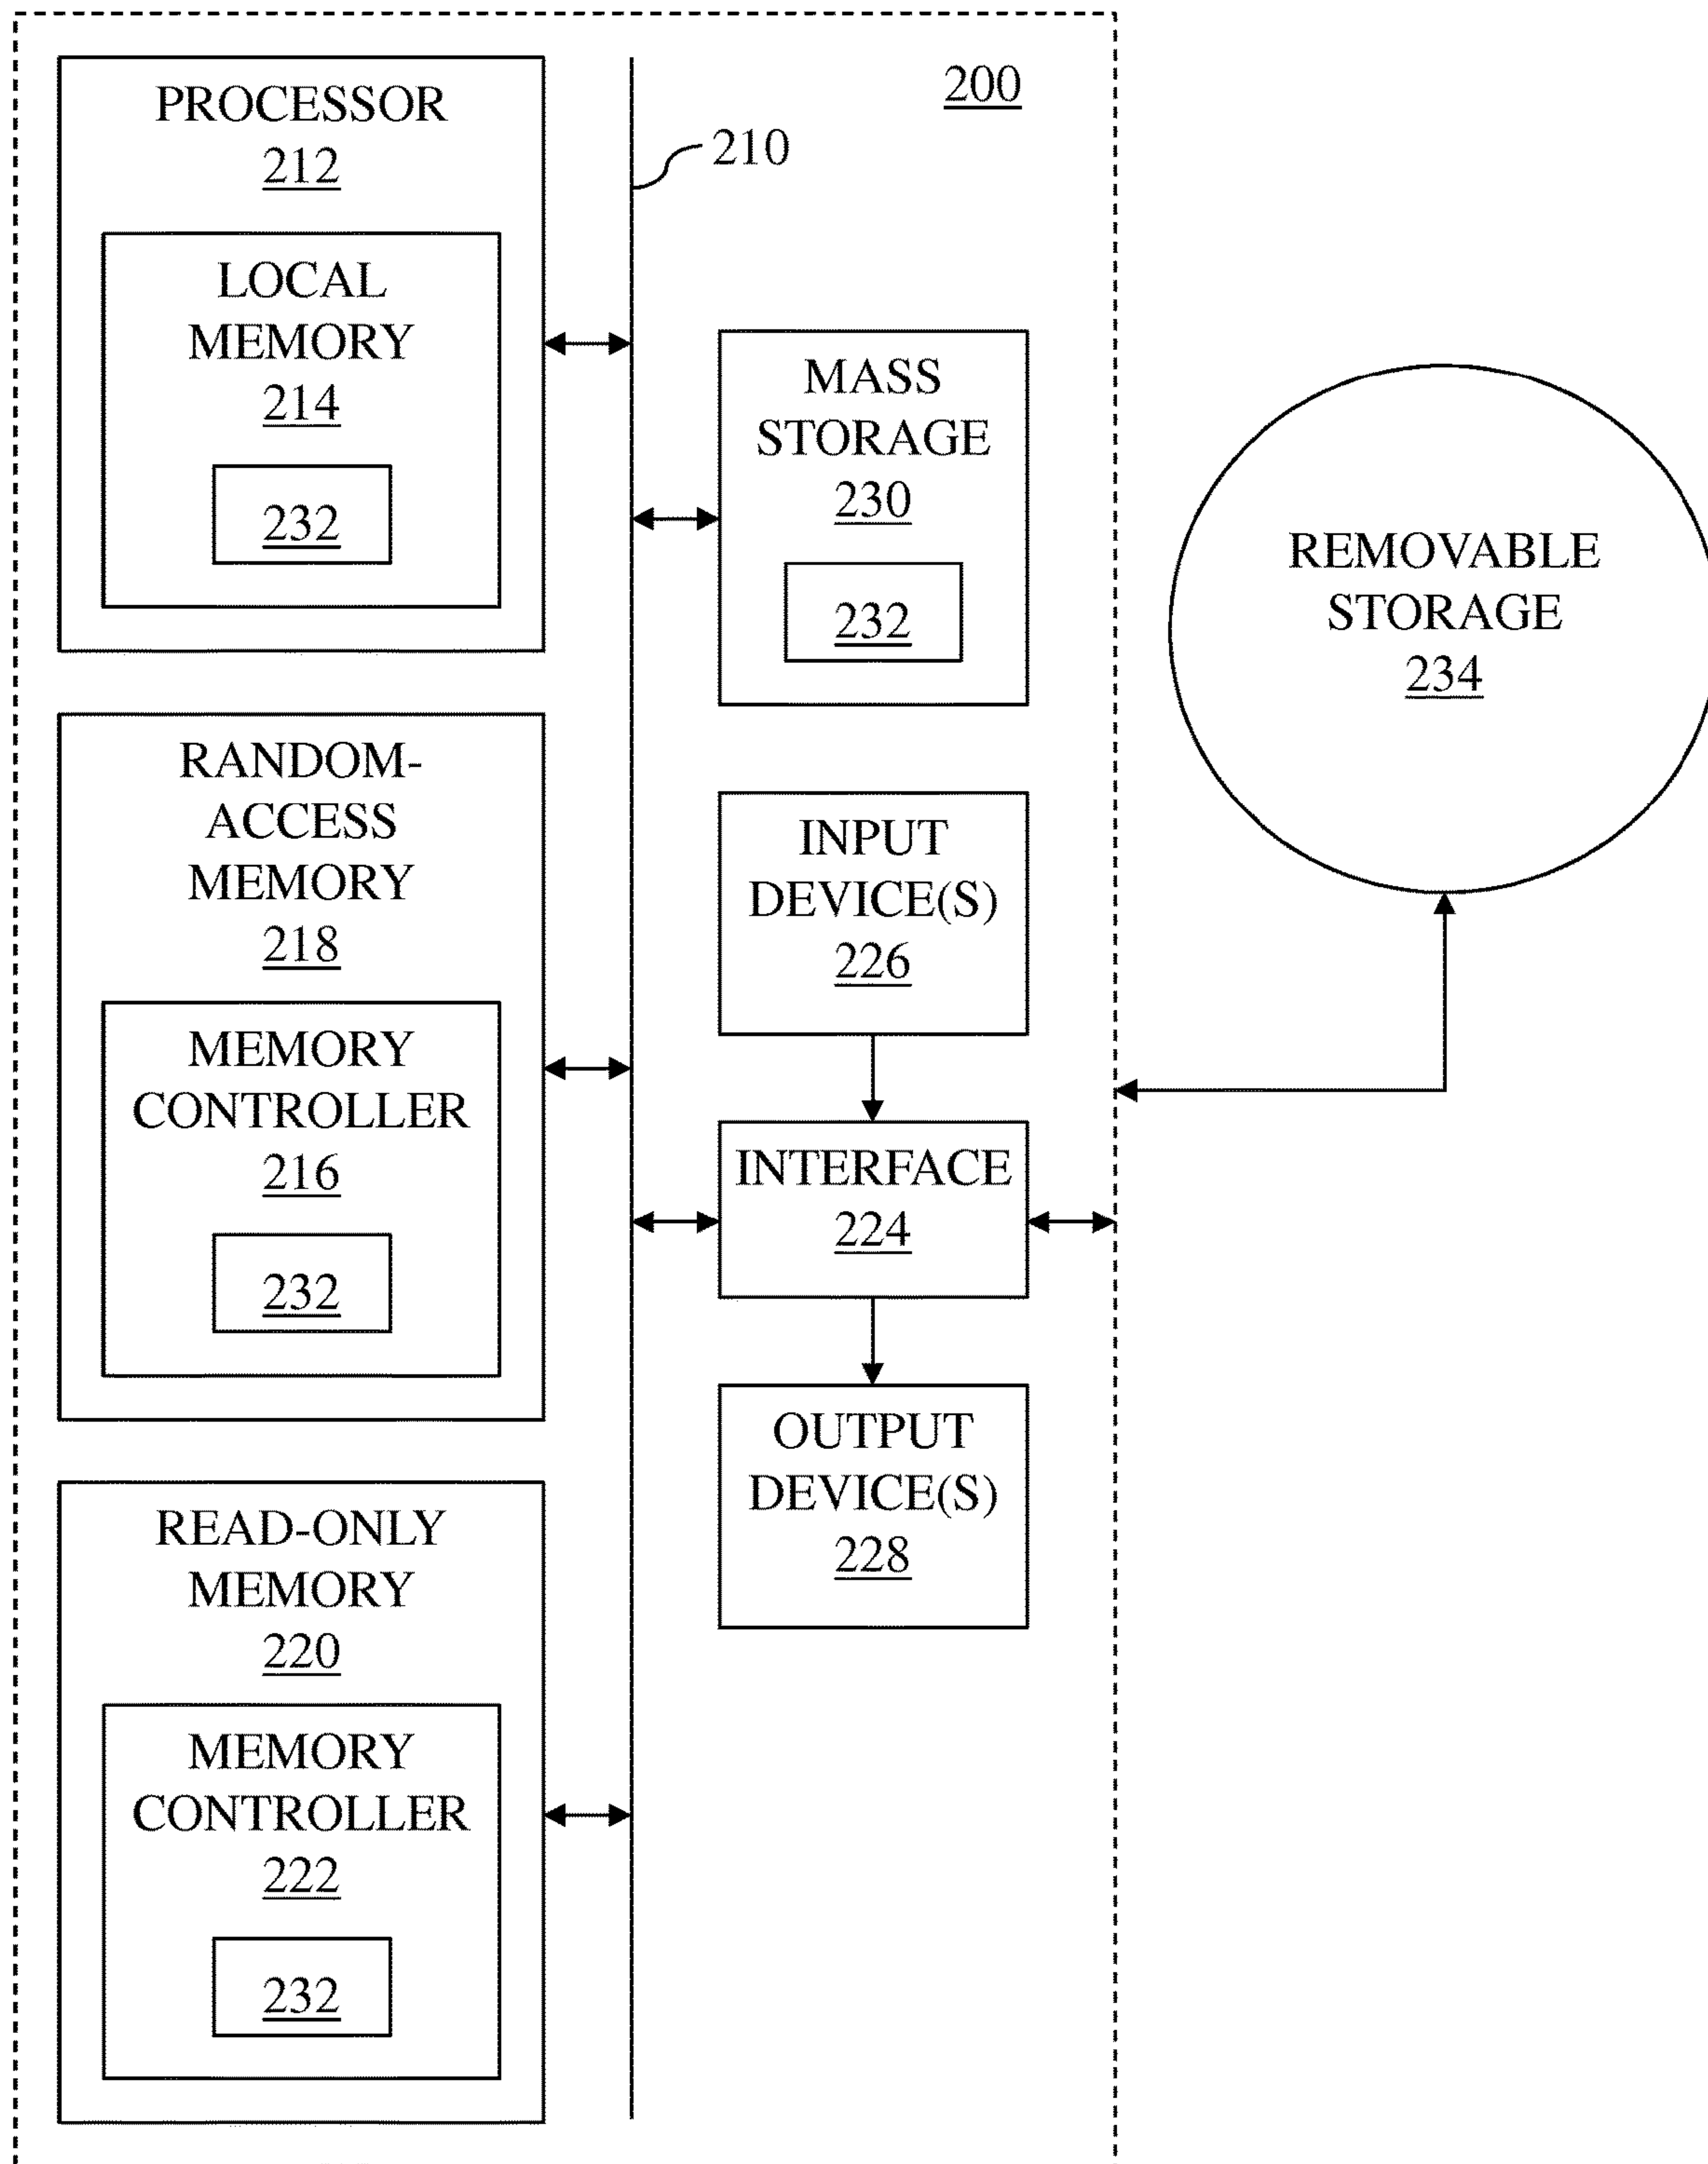 200
210
PROCESSOR
212
LOCAL
MEMORY
214
232
RANDOM-
ACCESS
MEMORY
218
MEMORY
CONTROLLER
216
232
READ-ONLY
MEMORY
220
MEMORY
CONTROLLER
222
232
MASS
STORAGE
230
232
INPUT
DEVICE(S)
226
INTERFACE
224
OUTPUT
DEVICE(S)
228
REMOVABLE
STORAGE
234